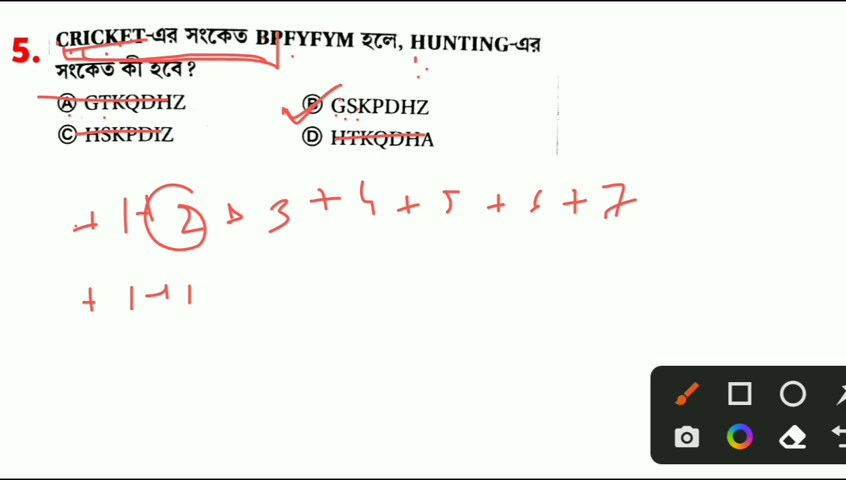 5. CRICKET-এর সংকেত BPFYFYM হলে, HUNTING-এর
সংকেত কী হবে?
Ⓐ GTKQDHZ Ⓑ GSKPDHZ
Ⓒ HSKPDIZ Ⓓ HTKQDHA
+ 1 + 2 + 3 + 4 + 5 + 6 + 7
+ 1 + 1